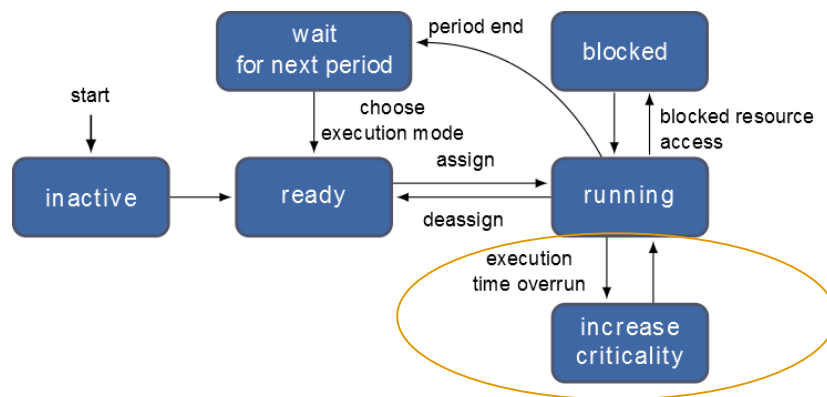 wait
for next period
period end
blocked
start
choose
execution mode
blocked resource
access
inactive
ready
assign
deassign
running
execution
time overrun
increase
criticality